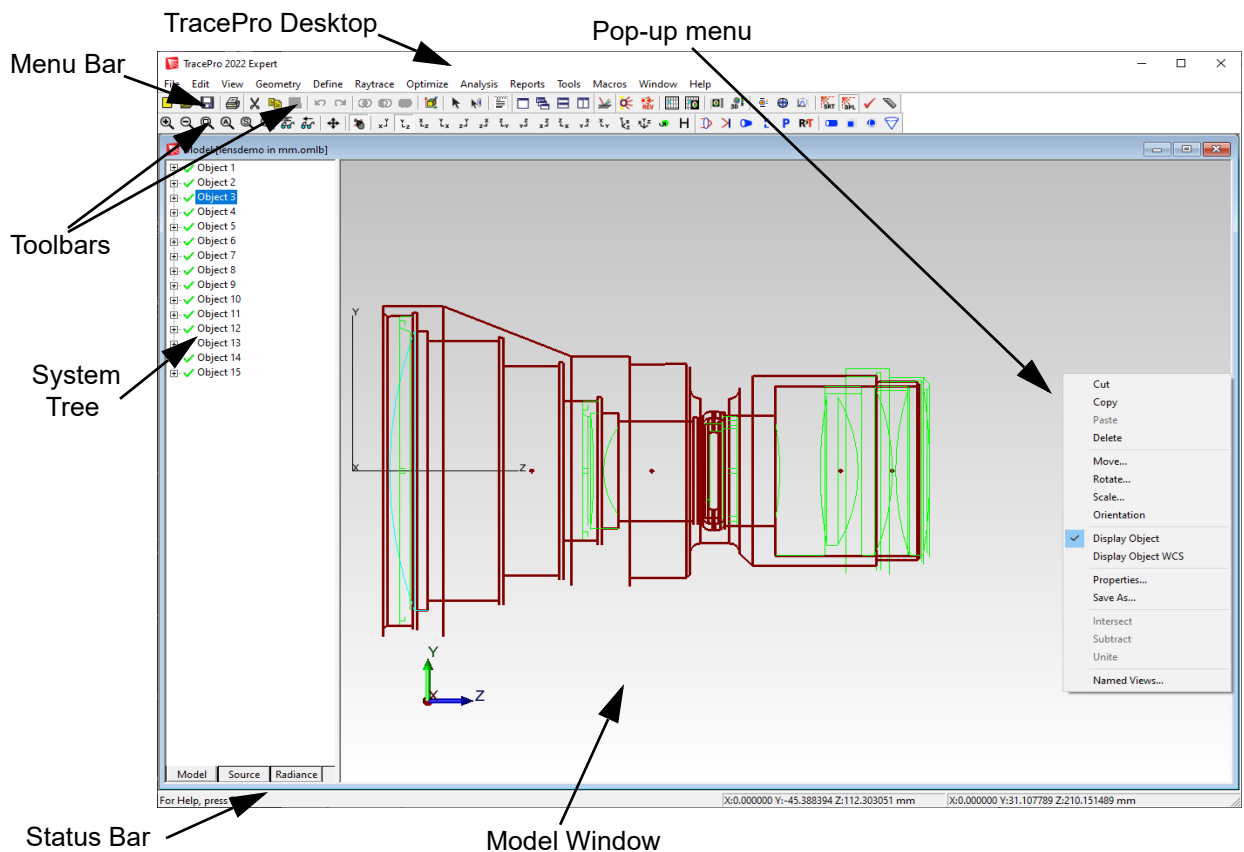 TracePro Desktop
Pop-up menu
Menu Bar
TracePro 2022 Expert
File Edit View Geometry Define Raytrace Optimize Analysis Reports Tools Macros Window Help
Model:[lensdemo in mm.omlb]
Object 1
Object 2
Object 3
Object 4
Object 5
Object 6
Object 7
Object 8
Object 9
Object 10
Object 11
Object 12
Object 13
Object 14
Object 15
Toolbars
System
Tree
Y
X
Z
Y
X
Z
Cut
Copy
Paste
Delete
Move...
Rotate...
Scale...
Orientation
Display Object
Display Object WCS
Properties...
Save As...
Intersect
Subtract
Unite
Named Views...
Model Source Radiance
For Help, press
X:0.000000 Y:-45.388394 Z:112.303051 mm
X:0.000000 Y:31.107789 Z:210.151489 mm
Status Bar
Model Window